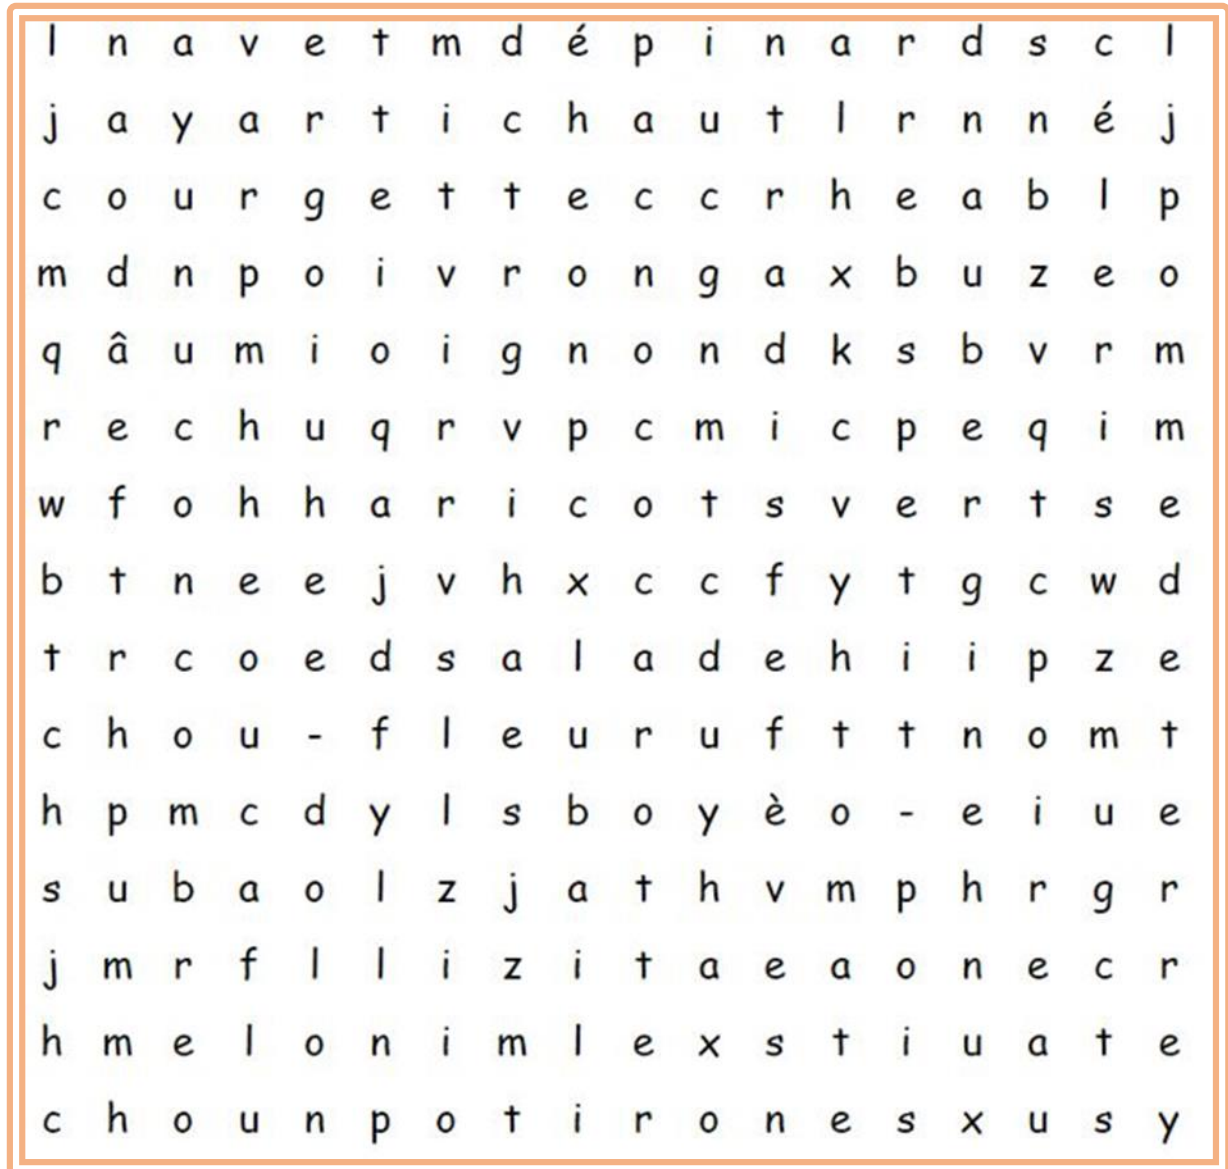 l n a v e t m d é p i n a r d s c l
j a y a r t i c h a u t l r n n é j
c o u r g e t t e c c r h e a b l p
m d n p o i v r o n g a x b u z e o
q â u m i o i g n o n d k s b v r m
r e c h u q r v p c m i c p e q i m
w f o h h a r i c o t s v e r t s e
b t n e e j v h x c c f y t g c w d
t r c o e d s a l a d e h i i p z e
c h o u - f l e u r u f t t n o m t
h p m c d y l s b o y è o - e i u e
s u b a o l z j a t h v m p h r g r
j m r f l l i z i t a e a o n e c r
h m e l o n i m l e x s t i u a t e
c h o u n p o t i r o n e s x u s y